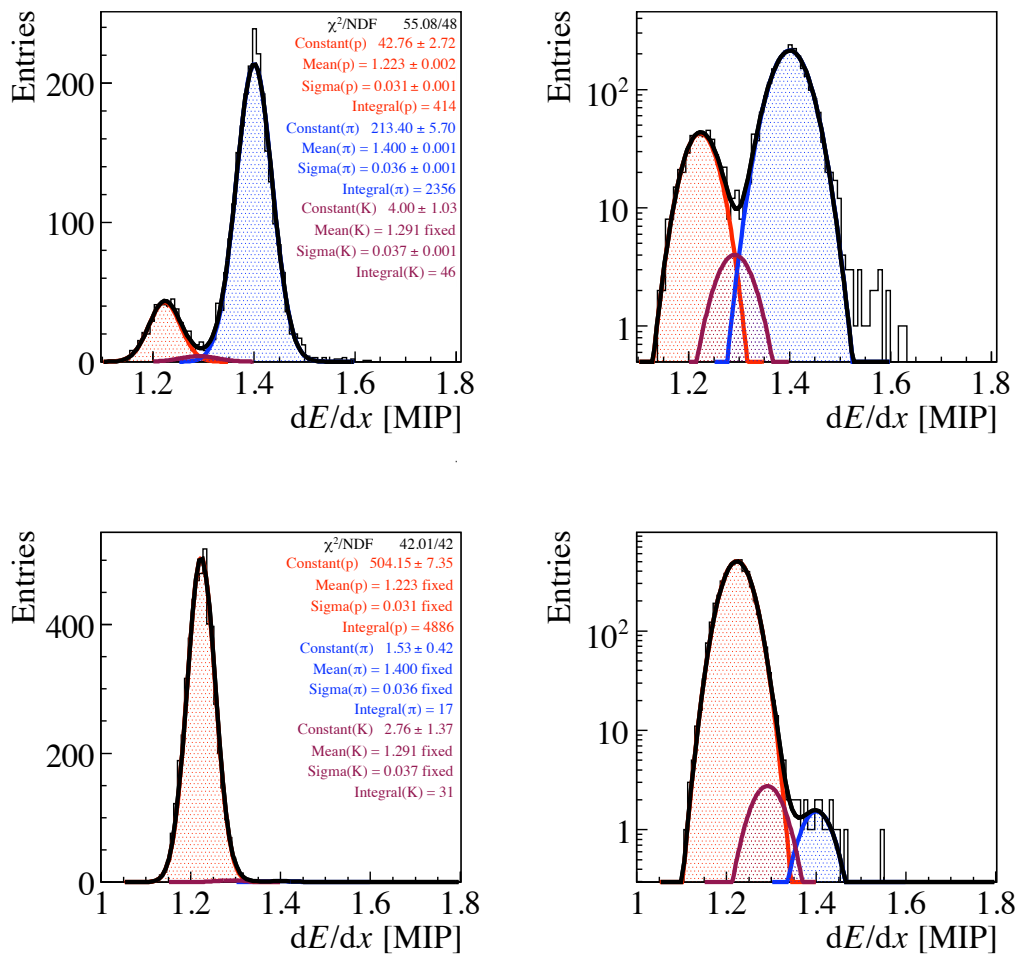 Entries
χ²/NDF 55.08/48
Constant(p) 42.76 ± 2.72
Mean(p) = 1.223 ± 0.002
Sigma(p) = 0.031 ± 0.001
Integral(p) = 414
Constant(π) 213.40 ± 5.70
Mean(π) = 1.400 ± 0.001
Sigma(π) = 0.036 ± 0.001
Integral(π) = 2356
Constant(K) 4.00 ± 1.03
Mean(K) = 1.291 fixed
Sigma(K) = 0.037 ± 0.001
Integral(K) = 46
200
100
0
1.2 1.4 1.6 1.8
dE/dx [MIP]
Entries
10²
10
1
1.2 1.4 1.6 1.8
dE/dx [MIP]
Entries
χ²/NDF 42.01/42
Constant(p) 504.15 ± 7.35
Mean(p) = 1.223 fixed
Sigma(p) = 0.031 fixed
Integral(p) = 4886
Constant(π) 1.53 ± 0.42
Mean(π) = 1.400 fixed
Sigma(π) = 0.036 fixed
Integral(π) = 17
Constant(K) 2.76 ± 1.37
Mean(K) = 1.291 fixed
Sigma(K) = 0.037 fixed
Integral(K) = 31
400
200
0
1 1.2 1.4 1.6 1.8
dE/dx [MIP]
Entries
10²
10
1
1 1.2 1.4 1.6 1.8
dE/dx [MIP]